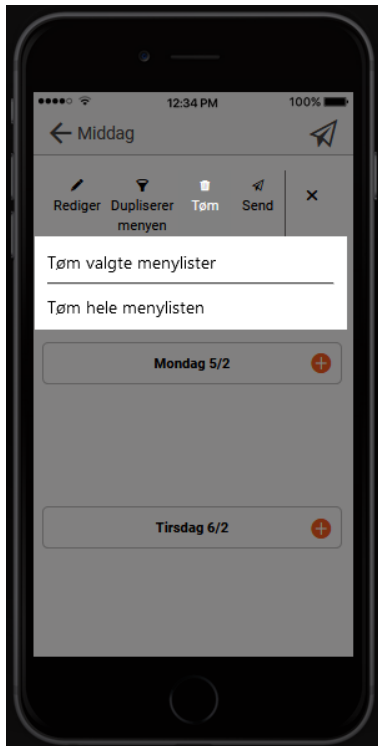 12:34 PM
100%
Middag
Rediger Dupliserer menyen Tøm Send
Tøm valgte menylister
Tøm hele menylisten
Mondag 5/2
Tirsdag 6/2